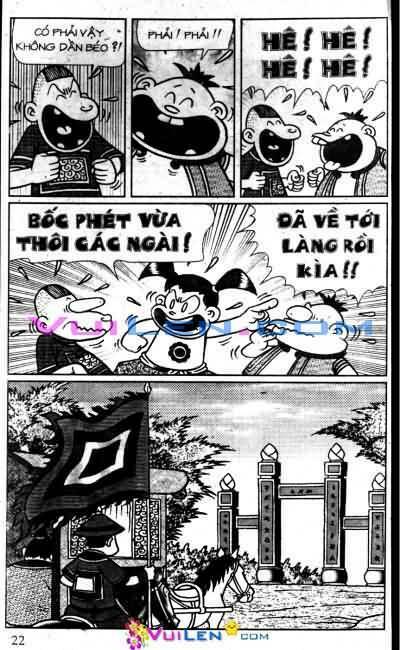 CÓ PHẢI VẬY
KHÔNG DẦN BÉO ?!
PHẢI ! PHẢI !!
HÊ ! HÊ !
HÊ ! HÊ !
BỐC PHÉT VỪA
THÔI CÁC NGÀI !
ĐÃ VỀ TỚI
LÀNG RỒI
KÌA !!
VUILEN.COM
22
VUILEN.COM